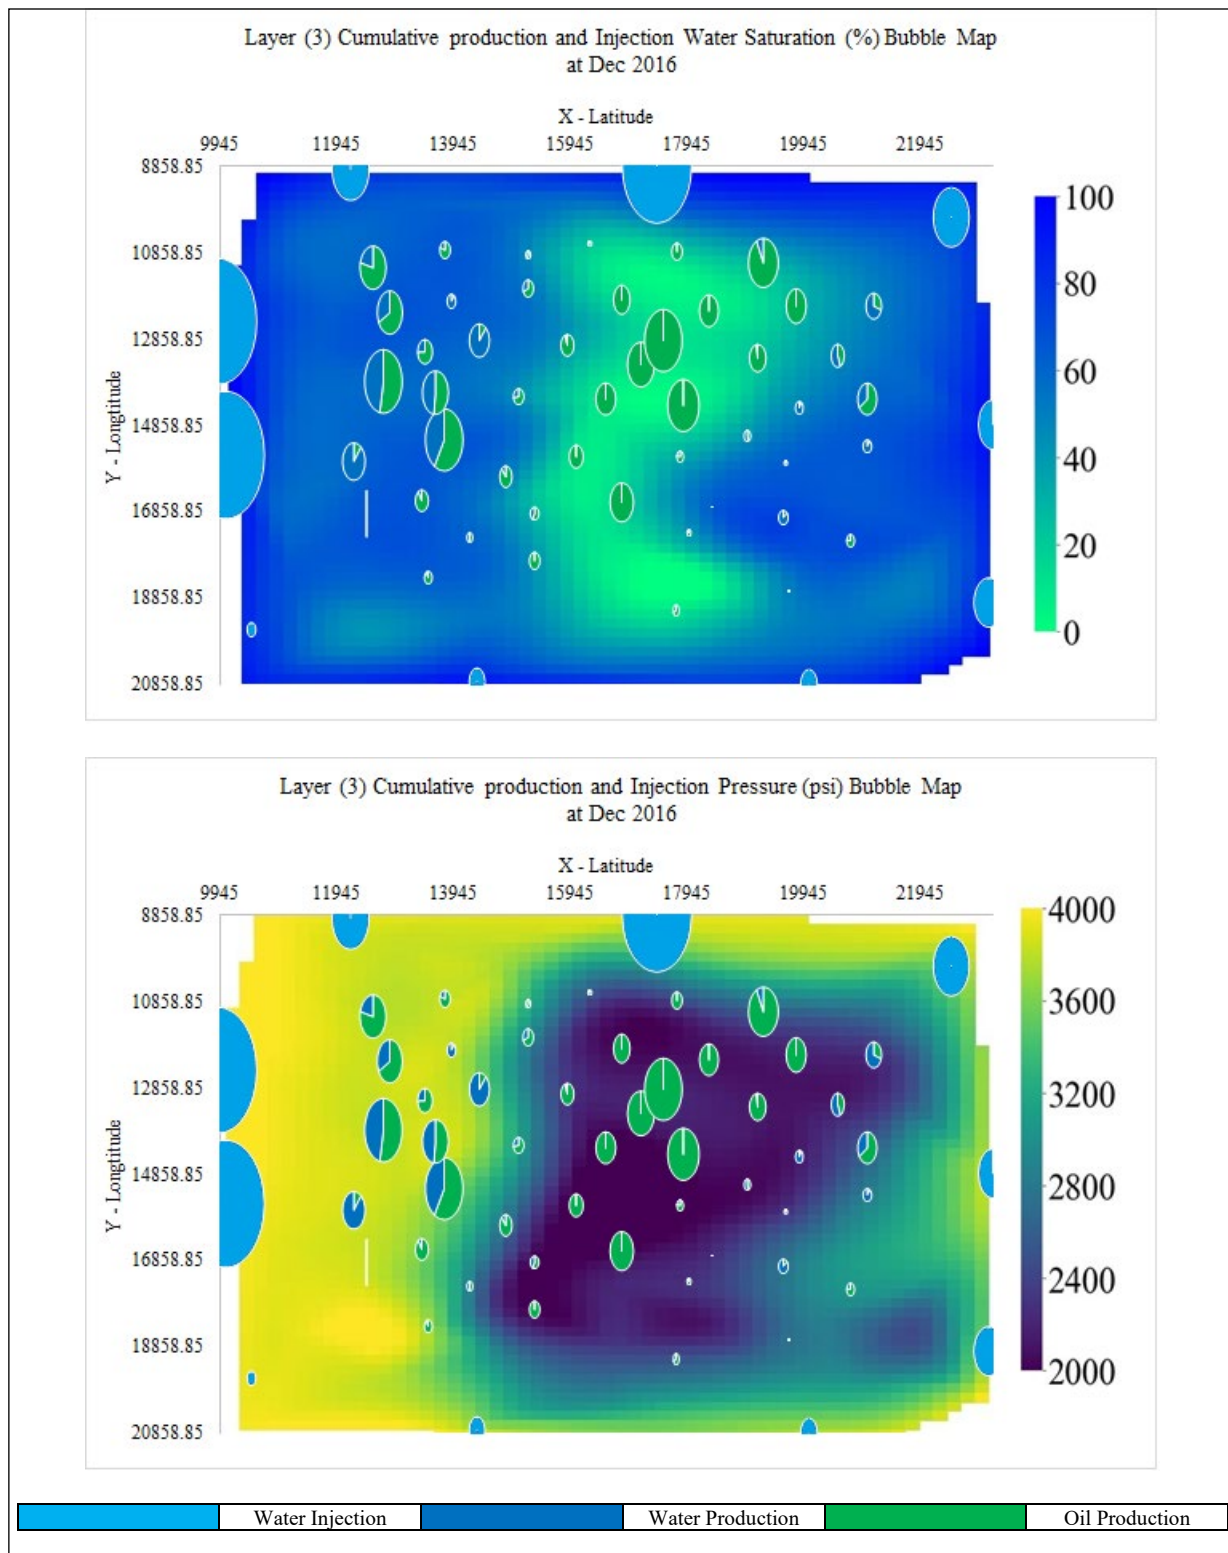 Layer (3) Cumulative production and Injection Water Saturation (%) Bubble Map
at Dec 2016
X - Latitude
9945 11945 13945 15945 17945 19945 21945
8858.85
10858.85
12858.85
14858.85
16858.85
18858.85
20858.85
Y - Longtitude
100
80
60
40
20
0
Layer (3) Cumulative production and Injection Pressure (psi) Bubble Map
at Dec 2016
X - Latitude
9945 11945 13945 15945 17945 19945 21945
8858.85
10858.85
12858.85
14858.85
16858.85
18858.85
20858.85
Y - Longtitude
4000
3600
3200
2800
2400
2000
Water Injection Water Production Oil Production